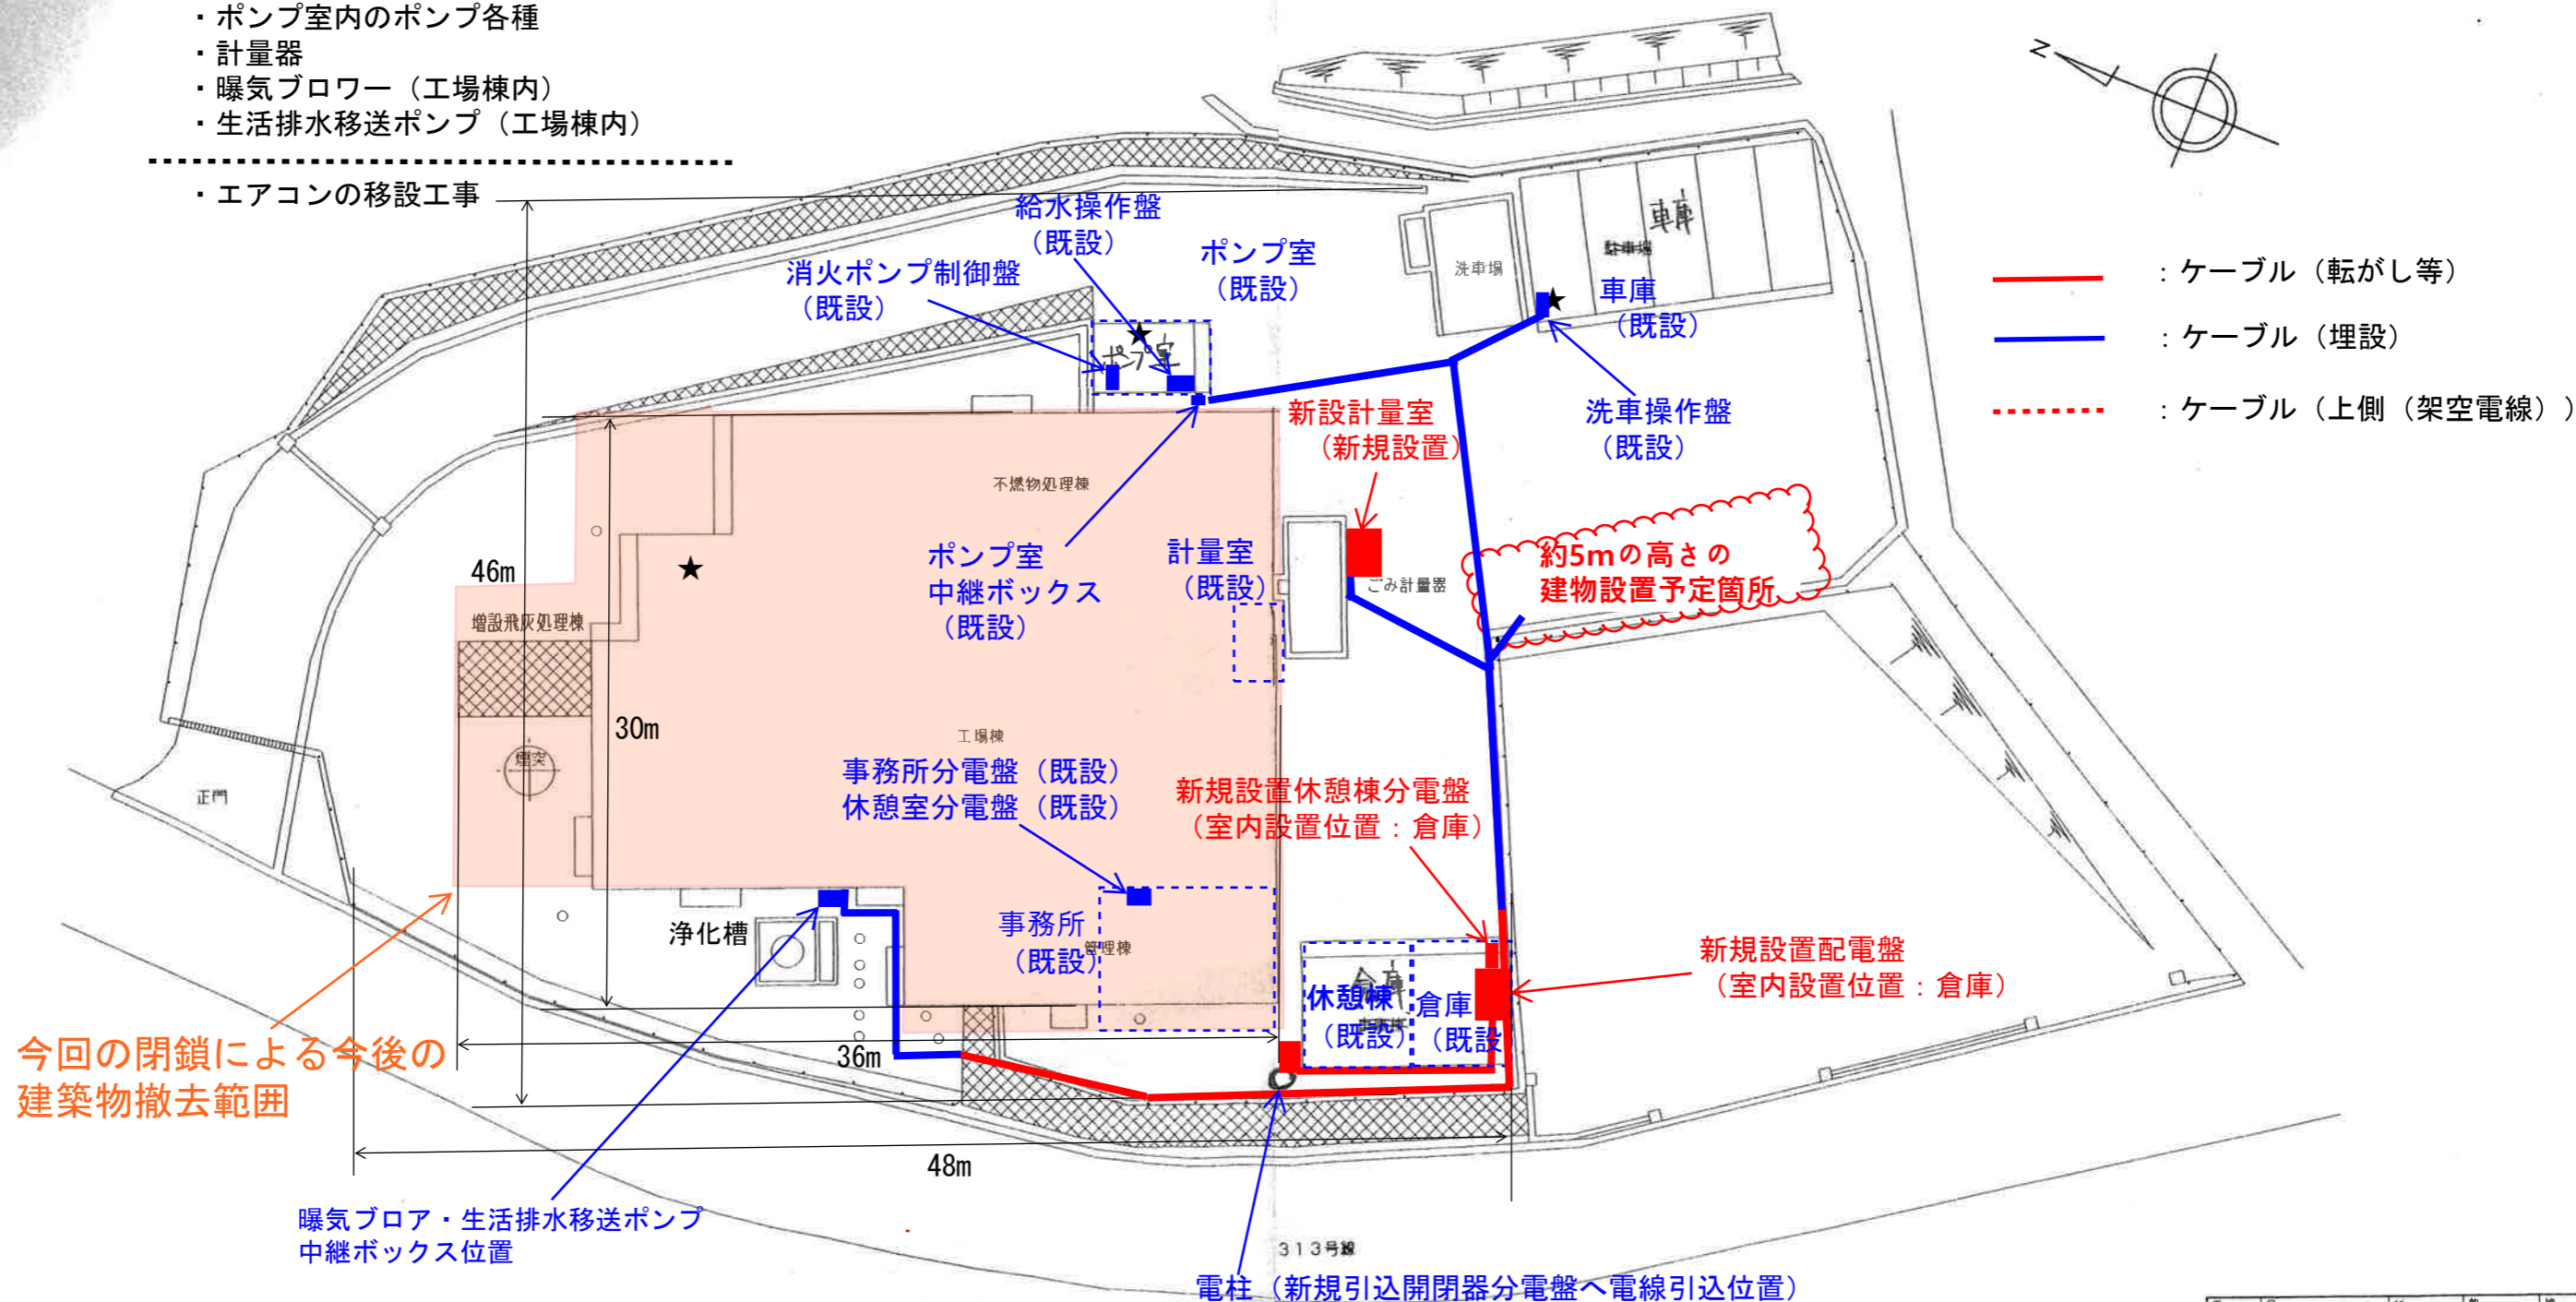 ・ポンプ室内のポンプ各種
・計量器
・曝気ブロワー（工場棟内）
・生活排水移送ポンプ（工場棟内）
・エアコンの移設工事
N
給水操作盤
（既設）
消火ポンプ制御盤
（既設）
ポンプ室
（既設）
ポンプ室
洗車場
車庫
駐車場
車庫
（既設）
：ケーブル（転がし等）
：ケーブル（埋設）
：ケーブル（上側（架空電線））
新設計量室
（新規設置）
洗車操作盤
（既設）
不燃物処理棟
ポンプ室
中継ボックス
（既設）
計量室
（既設）
ごみ計量器
約5mの高さの
建物設置予定箇所
46m
増設飛灰処理棟
30m
煙突
正門
工場棟
事務所分電盤（既設）
休憩室分電盤（既設）
新規設置休憩棟分電盤
（室内設置位置：倉庫）
浄化槽
事務所
（既設）
管理棟
新規設置配電盤
（室内設置位置：倉庫）
倉庫
休憩棟
（既設）
倉庫
（既設
36m
今回の閉鎖による今後の
建築物撤去範囲
48m
曝気ブロア・生活排水移送ポンプ
中継ボックス位置
313号線
電柱（新規引込開閉器分電盤へ電線引込位置）